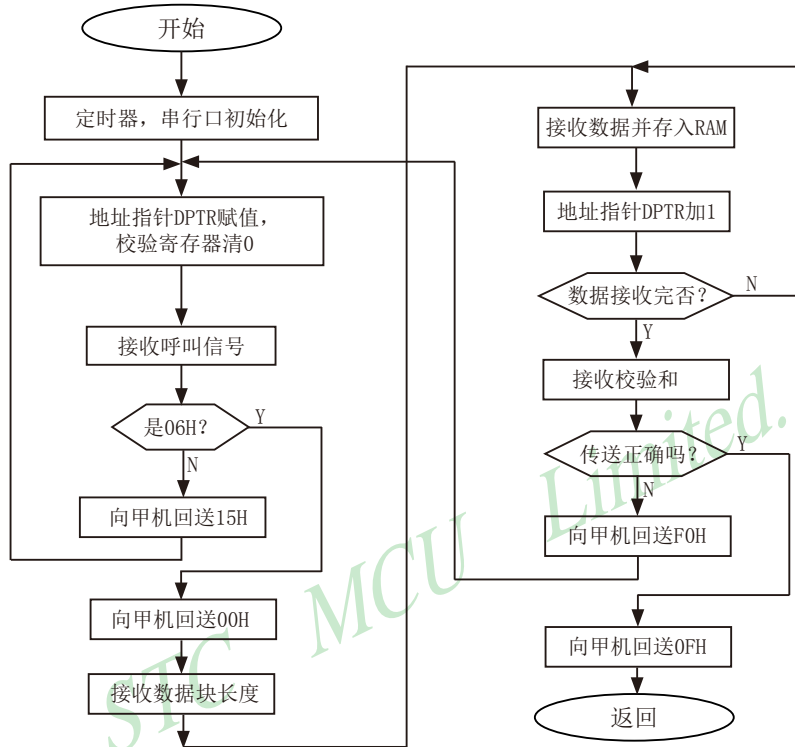 开始
定时器，串行口初始化
地址指针DPTR赋值，
校验寄存器清0
接收呼叫信号
是06H？
Y
N
向甲机回送15H
向甲机回送00H
接收数据块长度
接收数据并存入RAM
地址指针DPTR加1
数据接收完否？
N
Y
接收校验和
传送正确吗？
Y
N
向甲机回送F0H
向甲机回送0FH
返回
STC MCU Limited.